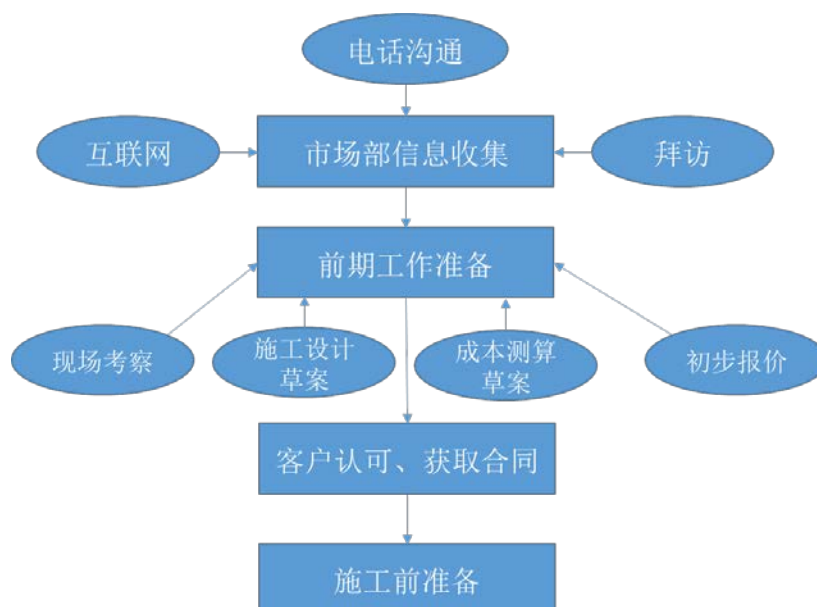 电话沟通
互联网
市场部信息收集
拜访
前期工作准备
现场考察
施工设计
草案
成本测算
草案
初步报价
客户认可、获取合同
施工前准备